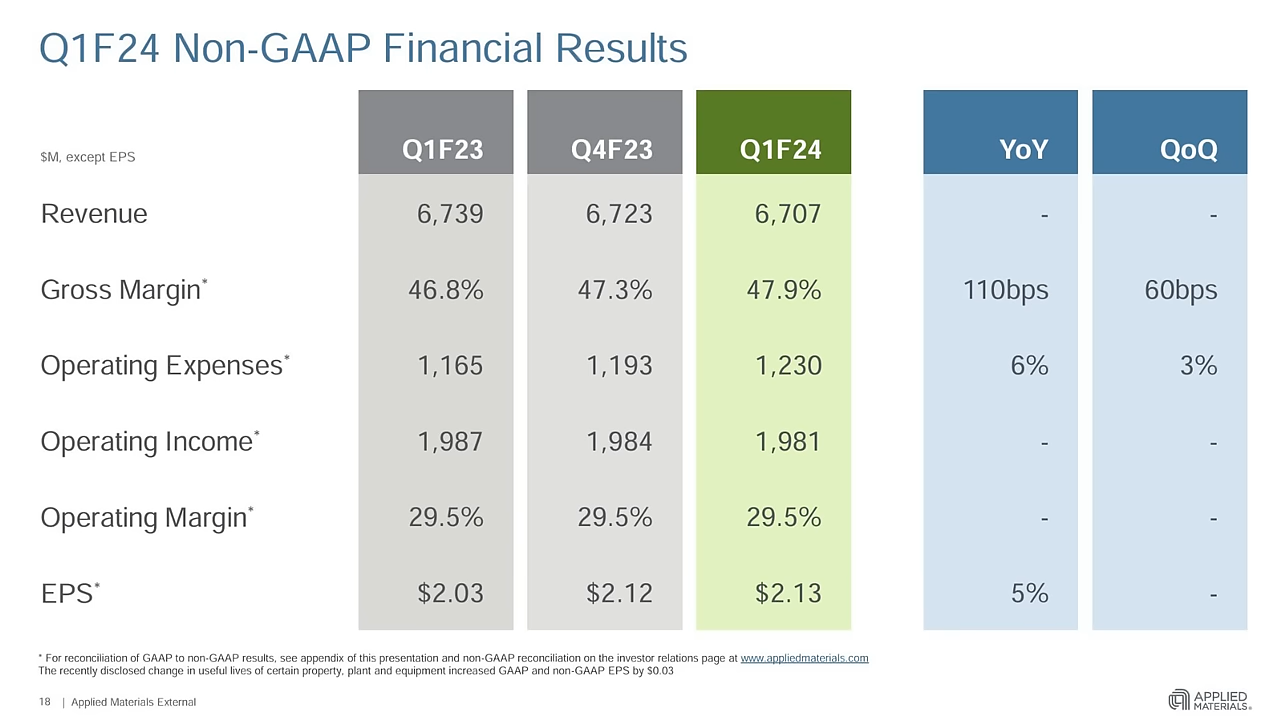 Q1F24 Non-GAAP Financial Results
$M, except EPS Q1F23 Q4F23 Q1F24 YoY QoQ
Revenue 6,739 6,723 6,707 - -
Gross Margin* 46.8% 47.3% 47.9% 110bps 60bps
Operating Expenses* 1,165 1,193 1,230 6% 3%
Operating Income* 1,987 1,984 1,981 - -
Operating Margin* 29.5% 29.5% 29.5% - -
EPS* $2.03 $2.12 $2.13 5% -
* For reconciliation of GAAP to non-GAAP results, see appendix of this presentation and non-GAAP reconciliation on the investor relations page at www.appliedmaterials.com
The recently disclosed change in useful lives of certain property, plant and equipment increased GAAP and non-GAAP EPS by $0.03
18 | Applied Materials External
APPLIED
MATERIALS®